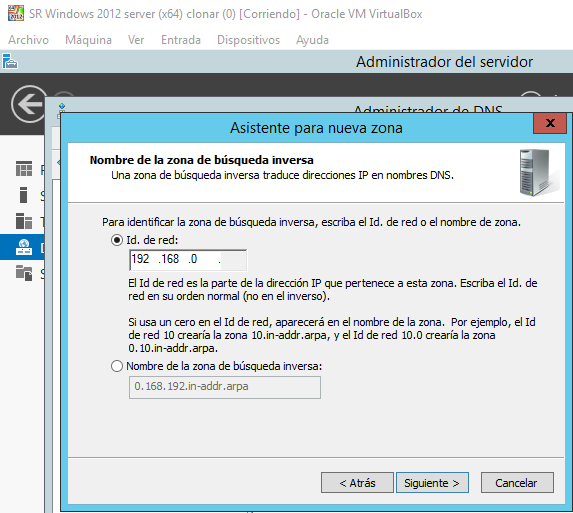 SR Windows 2012 server (x64) clonar (0) [Corriendo] - Oracle VM VirtualBox
Archivo Máquina Ver Entrada Dispositivos Ayuda
Administrador del servidor
Administrador de DNS
Asistente para nueva zona
x
Nombre de la zona de búsqueda inversa
Una zona de búsqueda inversa traduce direcciones IP en nombres DNS.
Para identificar la zona de búsqueda inversa, escriba el Id. de red o el nombre de zona.
Id. de red:
192 .168 .0 .
El Id de red es la parte de la dirección IP que pertenece a esta zona. Escriba el Id. de
red en su orden normal (no en el inverso).
Si usa un cero en el Id de red, aparecerá en el nombre de la zona. Por ejemplo, el Id
de red 10 crearía la zona 10.in-addr.arpa, y el Id de red 10.0 crearía la zona
0.10.in-addr.arpa.
Nombre de la zona de búsqueda inversa:
0.168.192.in-addr.arpa
< Atrás Siguiente > Cancelar